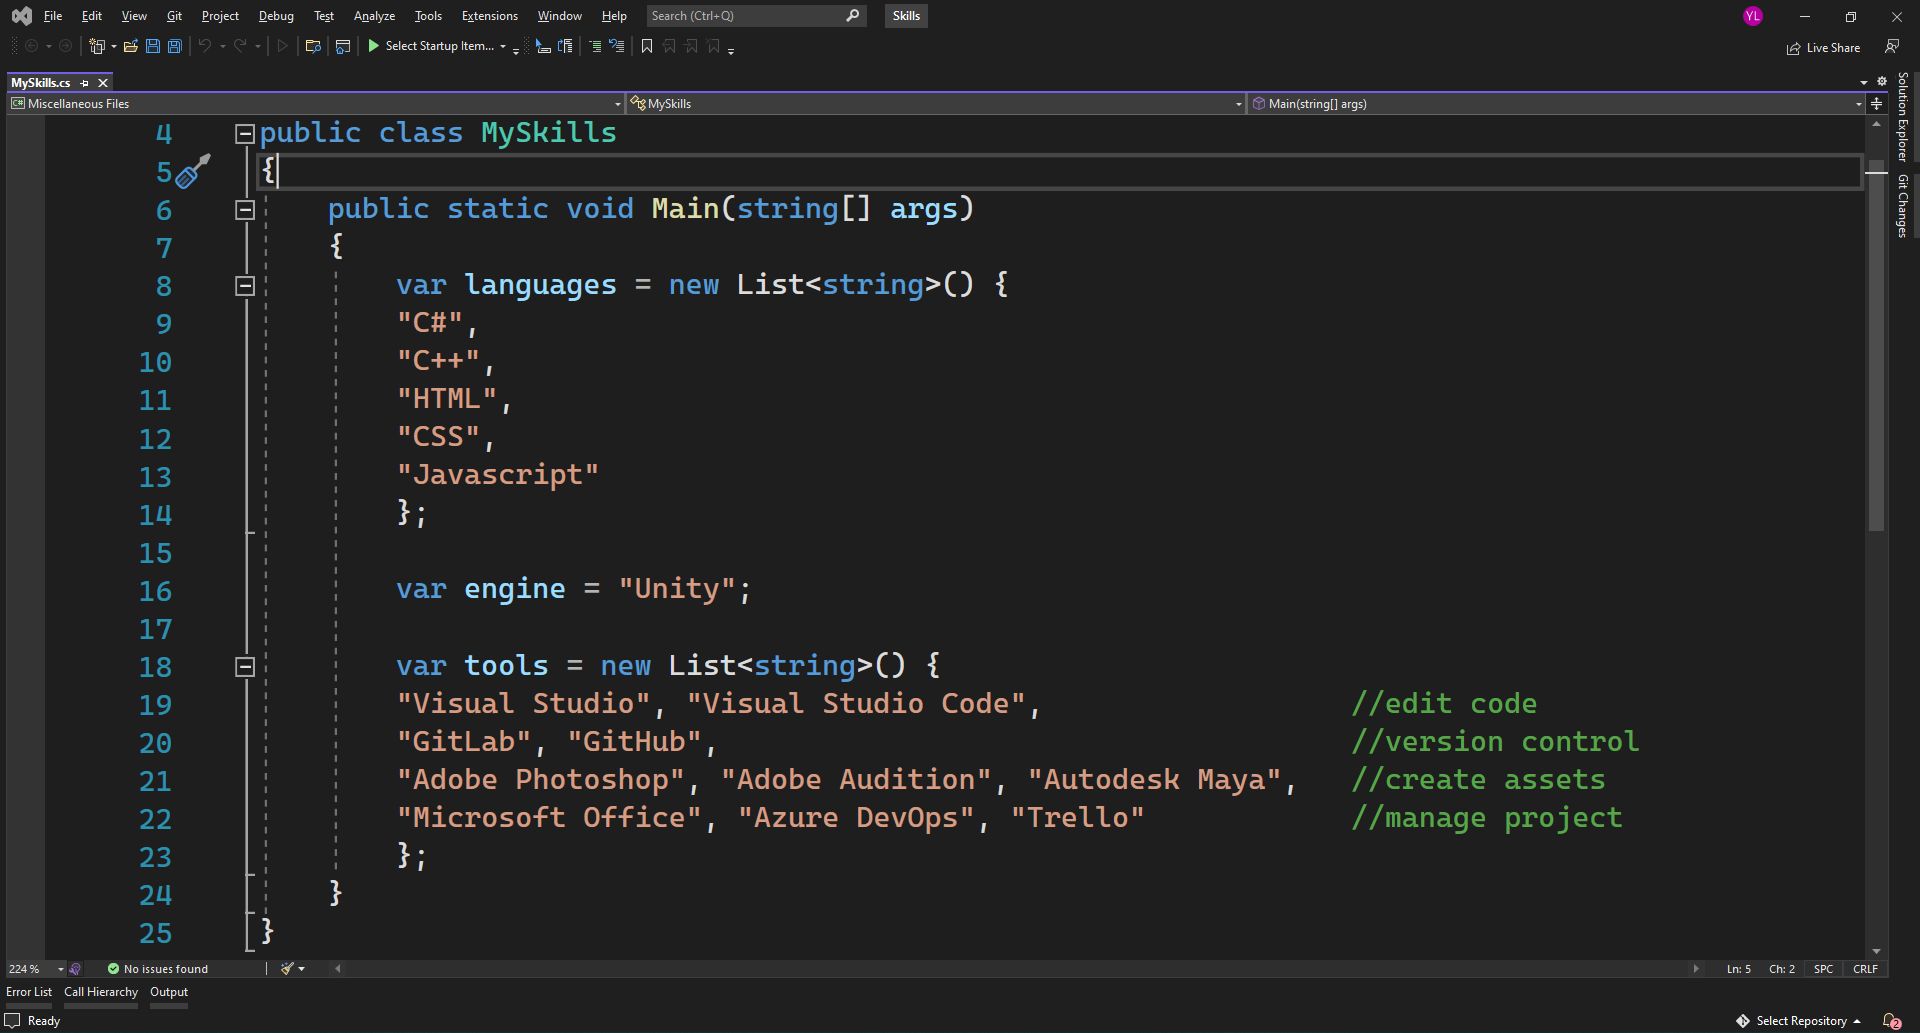 File Edit View Git Project Debug Test Analyze Tools Extensions Window Help Search (Ctrl+Q) Skills YL
Select Startup Item... Live Share
MySkills.cs
C# Miscellaneous Files MySkills Main(string[] args)
Solution Explorer
Git Changes
4 public class MySkills
5 {
6 public static void Main(string[] args)
7 {
8 var languages = new List<string>() {
9 "C#",
10 "C++",
11 "HTML",
12 "CSS",
13 "Javascript"
14 };
15
16 var engine = "Unity";
17
18 var tools = new List<string>() {
19 "Visual Studio", "Visual Studio Code", //edit code
20 "GitLab", "GitHub", //version control
21 "Adobe Photoshop", "Adobe Audition", "Autodesk Maya", //create assets
22 "Microsoft Office", "Azure DevOps", "Trello" //manage project
23 };
24 }
25 }
224 % No issues found Ln: 5 Ch: 2 SPC CRLF
Error List Call Hierarchy Output
Ready Select Repository 2